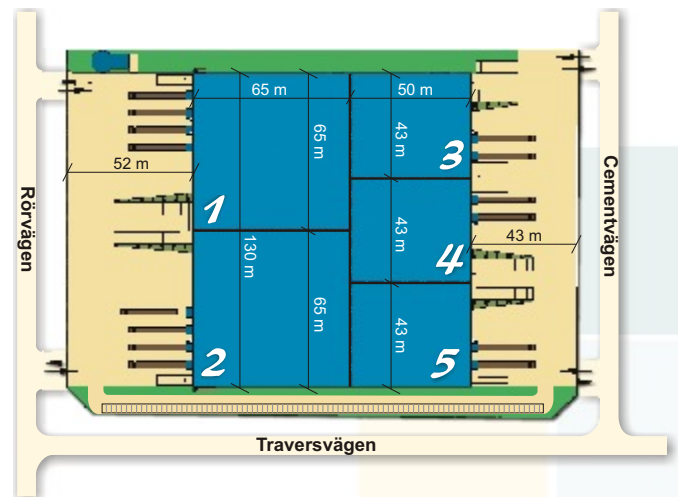 65 m
50 m
65 m
43 m
3
52 m
1
Rörvägen
Cementvägen
43 m
4
43 m
130 m
65 m
43 m
2
5
Traversvägen